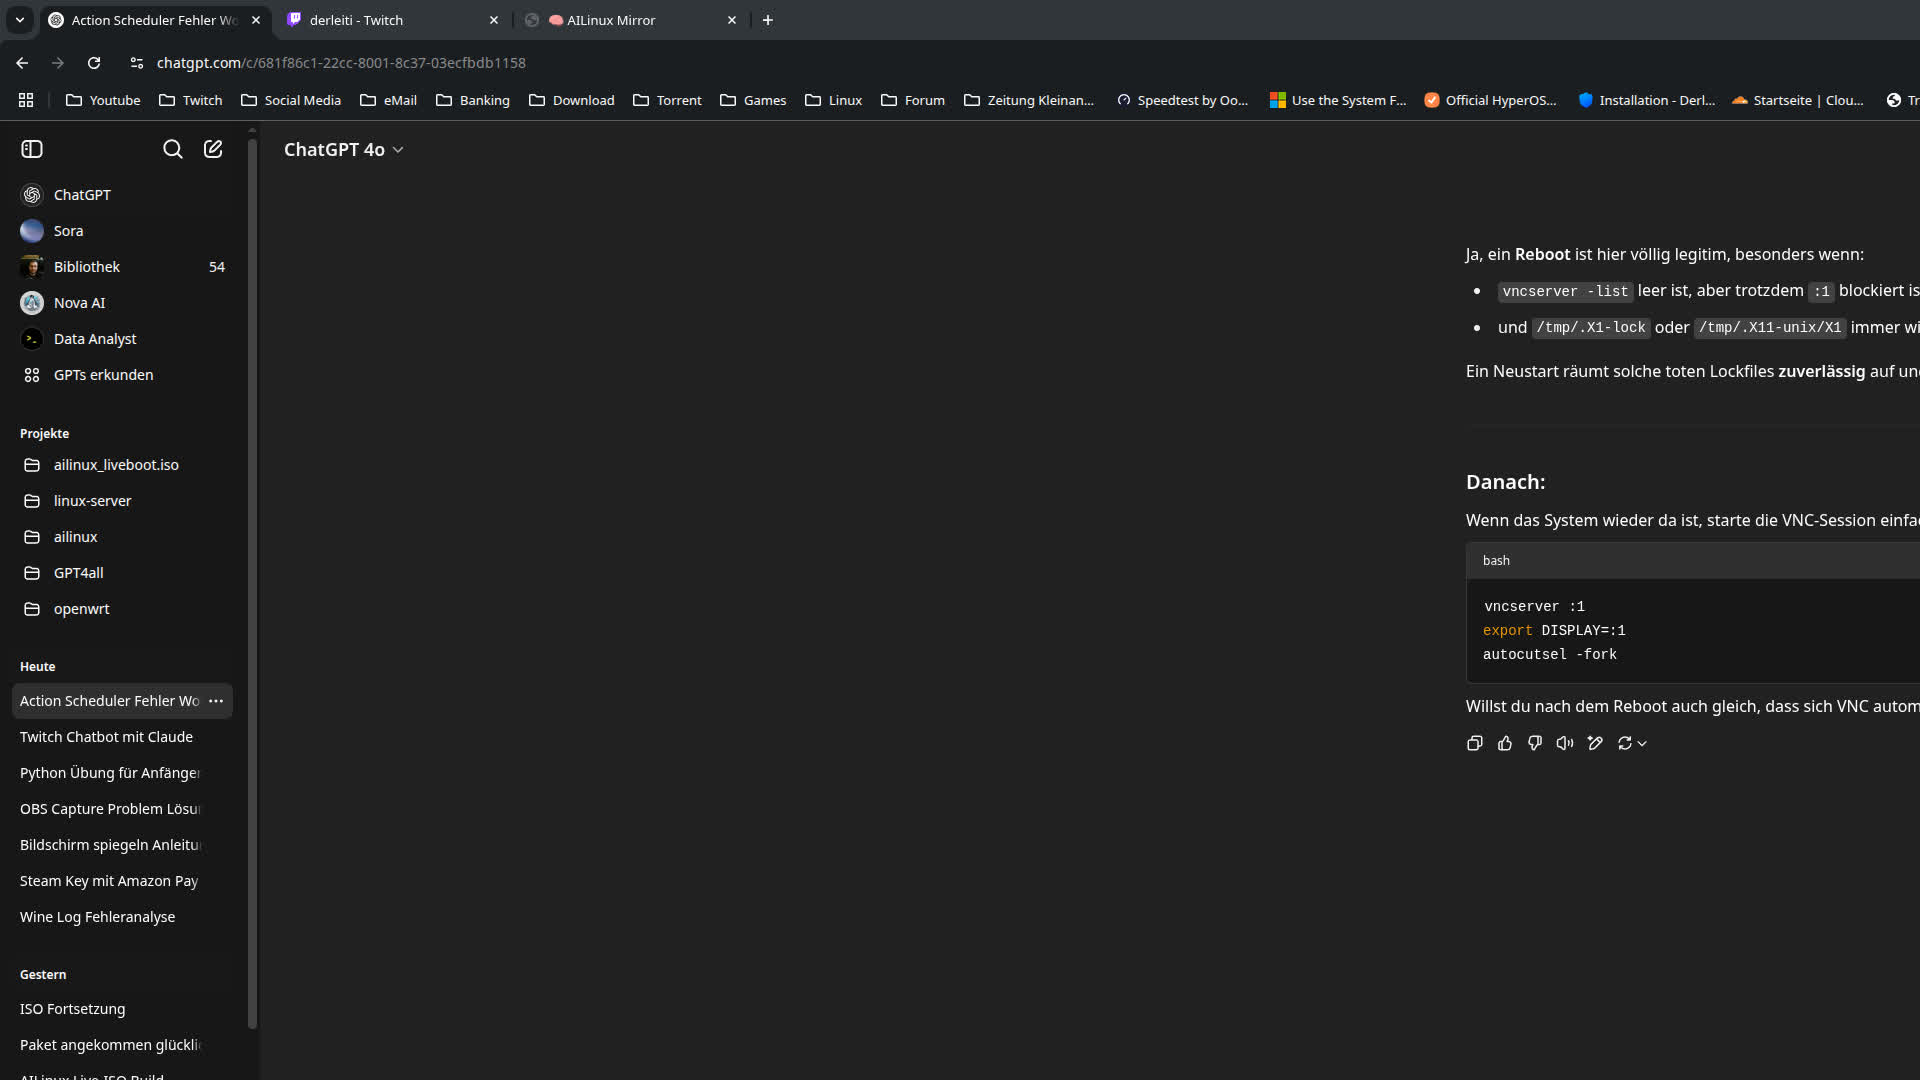 Action Scheduler Fehler Wo
derleiti - Twitch
🧠 AILinux Mirror
chatgpt.com/c/681f86c1-22cc-8001-8c37-03ecfbdb1158
Youtube
Twitch
Social Media
eMail
Banking
Download
Torrent
Games
Linux
Forum
Zeitung Kleinan...
Speedtest by Oo...
Use the System F...
Official HyperOS...
Installation - Derl...
Startseite | Clou...
Tr
ChatGPT 4o
ChatGPT
Sora
Bibliothek 54
Nova AI
Data Analyst
GPTs erkunden
Projekte
ailinux_liveboot.iso
linux-server
ailinux
GPT4all
openwrt
Heute
Action Scheduler Fehler Wo
Twitch Chatbot mit Claude
Python Übung für Anfänger
OBS Capture Problem Lösu
Bildschirm spiegeln Anleitu
Steam Key mit Amazon Pay
Wine Log Fehleranalyse
Gestern
ISO Fortsetzung
Paket angekommen glückli
AILinux Live ISO Build
Ja, ein Reboot ist hier völlig legitim, besonders wenn:
• vncserver -list leer ist, aber trotzdem :1 blockiert is
• und /tmp/.X1-lock oder /tmp/.X11-unix/X1 immer wi
Ein Neustart räumt solche toten Lockfiles zuverlässig auf un
Danach:
Wenn das System wieder da ist, starte die VNC-Session einfa
bash
vncserver :1
export DISPLAY=:1
autocutsel -fork
Willst du nach dem Reboot auch gleich, dass sich VNC autom